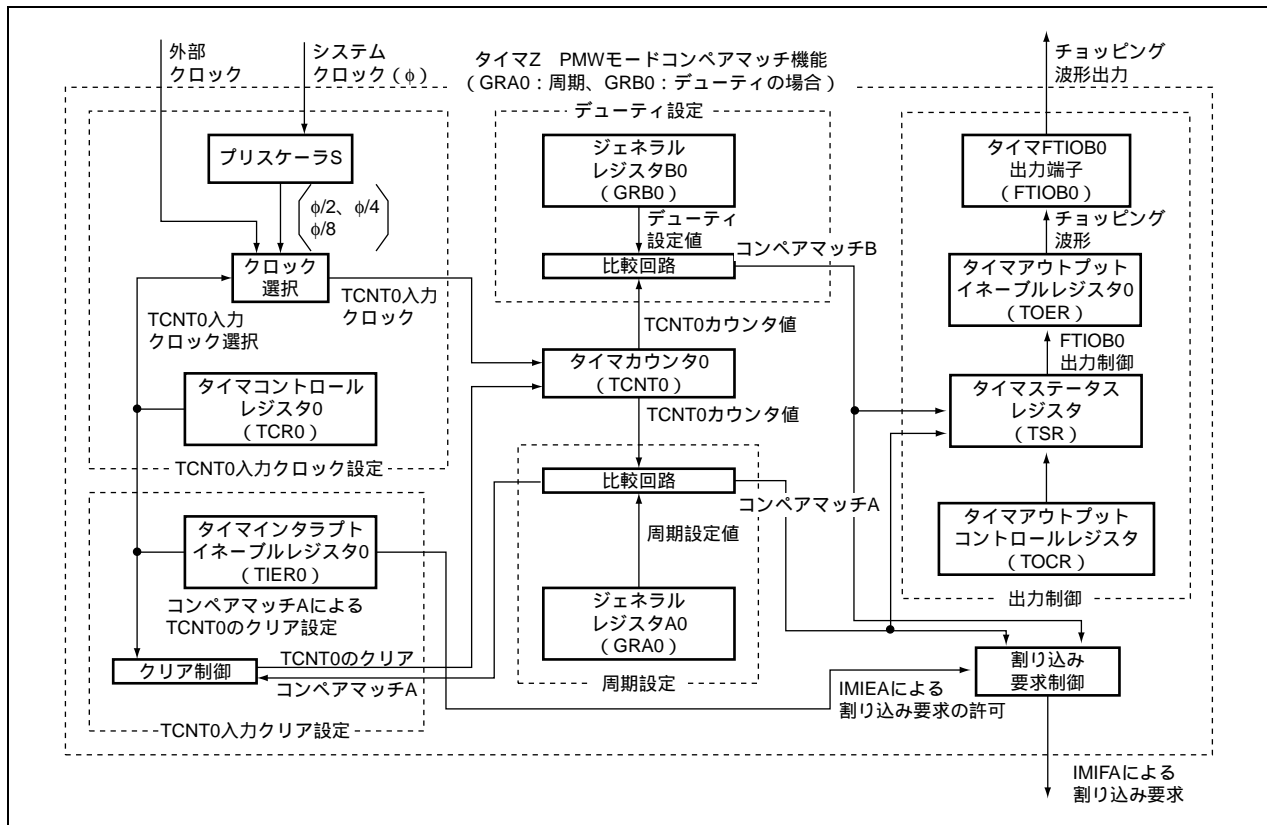 外部
クロック
システム
クロック(φ)
タイマZ　PMWモードコンペアマッチ機能
(GRA0：周期、GRB0：デューティの場合)
チョッピング
波形出力
プリスケーラS
φ/2、φ/4
φ/8
クロック
選択
TCNT0入力
クロック
TCNT0入力
クロック選択
タイマコントロール
レジスタ0
(TCR0)
TCNT0入力クロック設定
タイマインタラプト
イネーブルレジスタ0
(TIER0)
コンペアマッチAによる
TCNT0のクリア設定
クリア制御
TCNT0のクリア
コンペアマッチA
TCNT0入力クリア設定
デューティ設定
ジェネラル
レジスタB0
(GRB0)
デューティ
設定値
比較回路
コンペアマッチB
TCNT0カウンタ値
タイマカウンタ0
(TCNT0)
TCNT0カウンタ値
比較回路
コンペアマッチA
周期設定値
ジェネラル
レジスタA0
(GRA0)
周期設定
タイマFTIOB0
出力端子
(FTIOB0)
チョッピング
波形
タイマアウトプット
イネーブルレジスタ0
(TOER)
FTIOB0
出力制御
タイマステータス
レジスタ
(TSR)
タイマアウトプット
コントロールレジスタ
(TOCR)
出力制御
割り込み
要求制御
IMIEAによる
割り込み要求の許可
IMIFAによる
割り込み要求